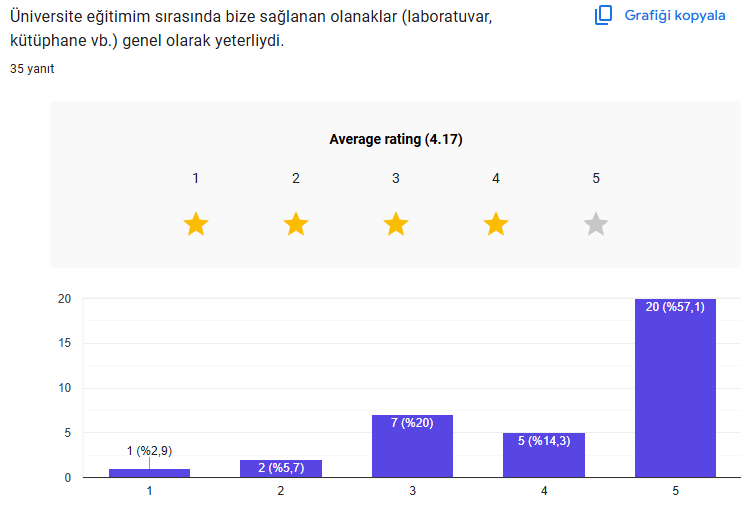 Üniversite eğitimim sırasında bize sağlanan olanaklar (laboratuvar,
kütüphane vb.) genel olarak yeterliydi.
Grafiği kopyala
35 yanıt
Average rating (4.17)
1 2 3 4 5
20
15
10
5
0
1 (%2,9)
2 (%5,7)
7 (%20)
5 (%14,3)
20 (%57,1)
1 2 3 4 5